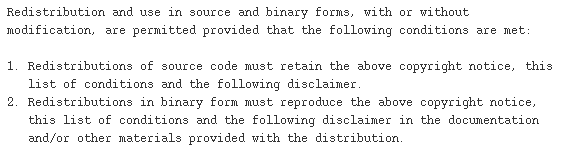 Redistribution and use in source and binary forms, with or without
modification, are permitted provided that the following conditions are met:

1. Redistributions of source code must retain the above copyright notice, this
list of conditions and the following disclaimer.
2. Redistributions in binary form must reproduce the above copyright notice,
this list of conditions and the following disclaimer in the documentation
and/or other materials provided with the distribution.